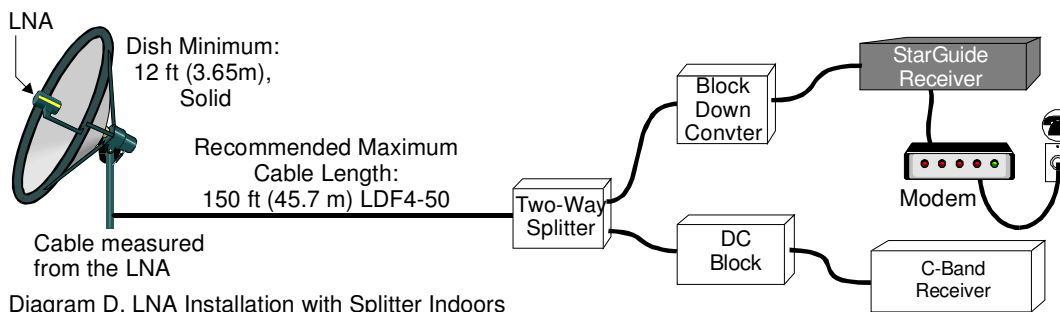 LNA
Dish Minimum:
12 ft (3.65m),
Solid
Recommended Maximum
Cable Length:
150 ft (45.7 m) LDF4-50
Cable measured
from the LNA
Two-Way
Splitter
Block
Down
Convter
StarGuide
Receiver
Modem
DC
Block
C-Band
Receiver
Diagram D. LNA Installation with Splitter Indoors